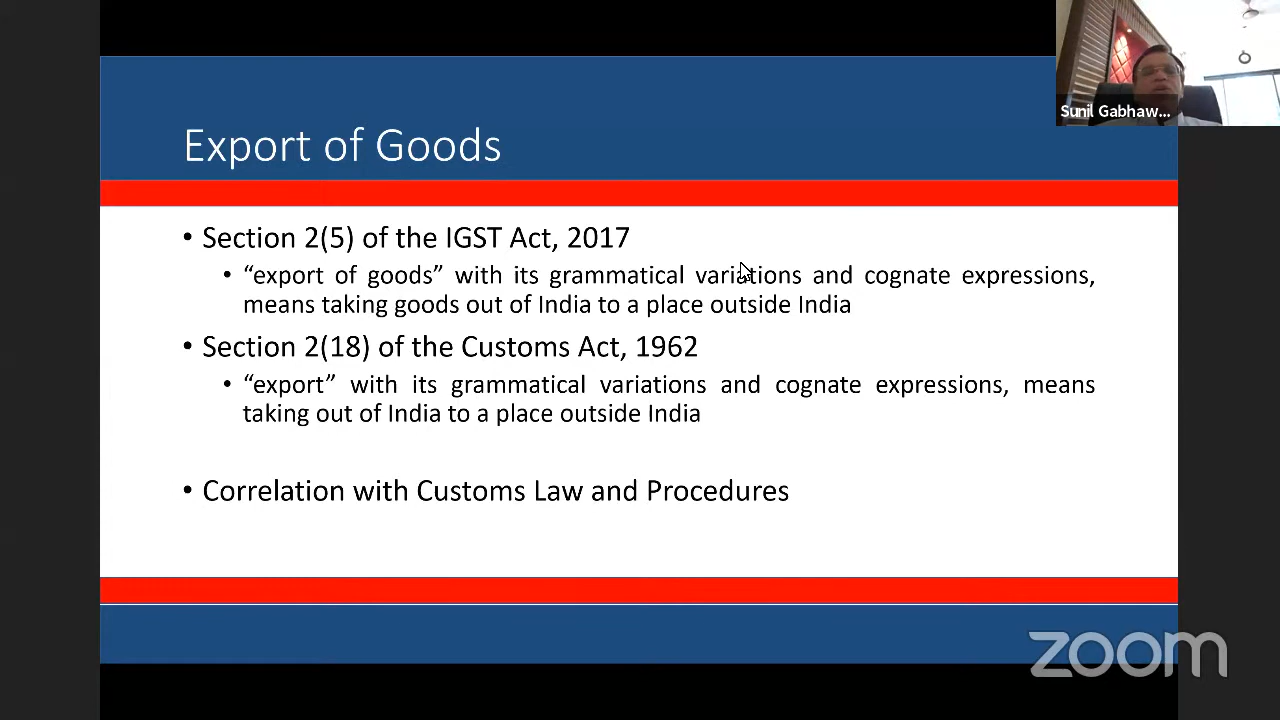 Sunil Gabhaw...
Export of Goods
• Section 2(5) of the IGST Act, 2017
• “export of goods” with its grammatical variations and cognate expressions,
means taking goods out of India to a place outside India
• Section 2(18) of the Customs Act, 1962
• “export” with its grammatical variations and cognate expressions, means
taking out of India to a place outside India
• Correlation with Customs Law and Procedures
zoom